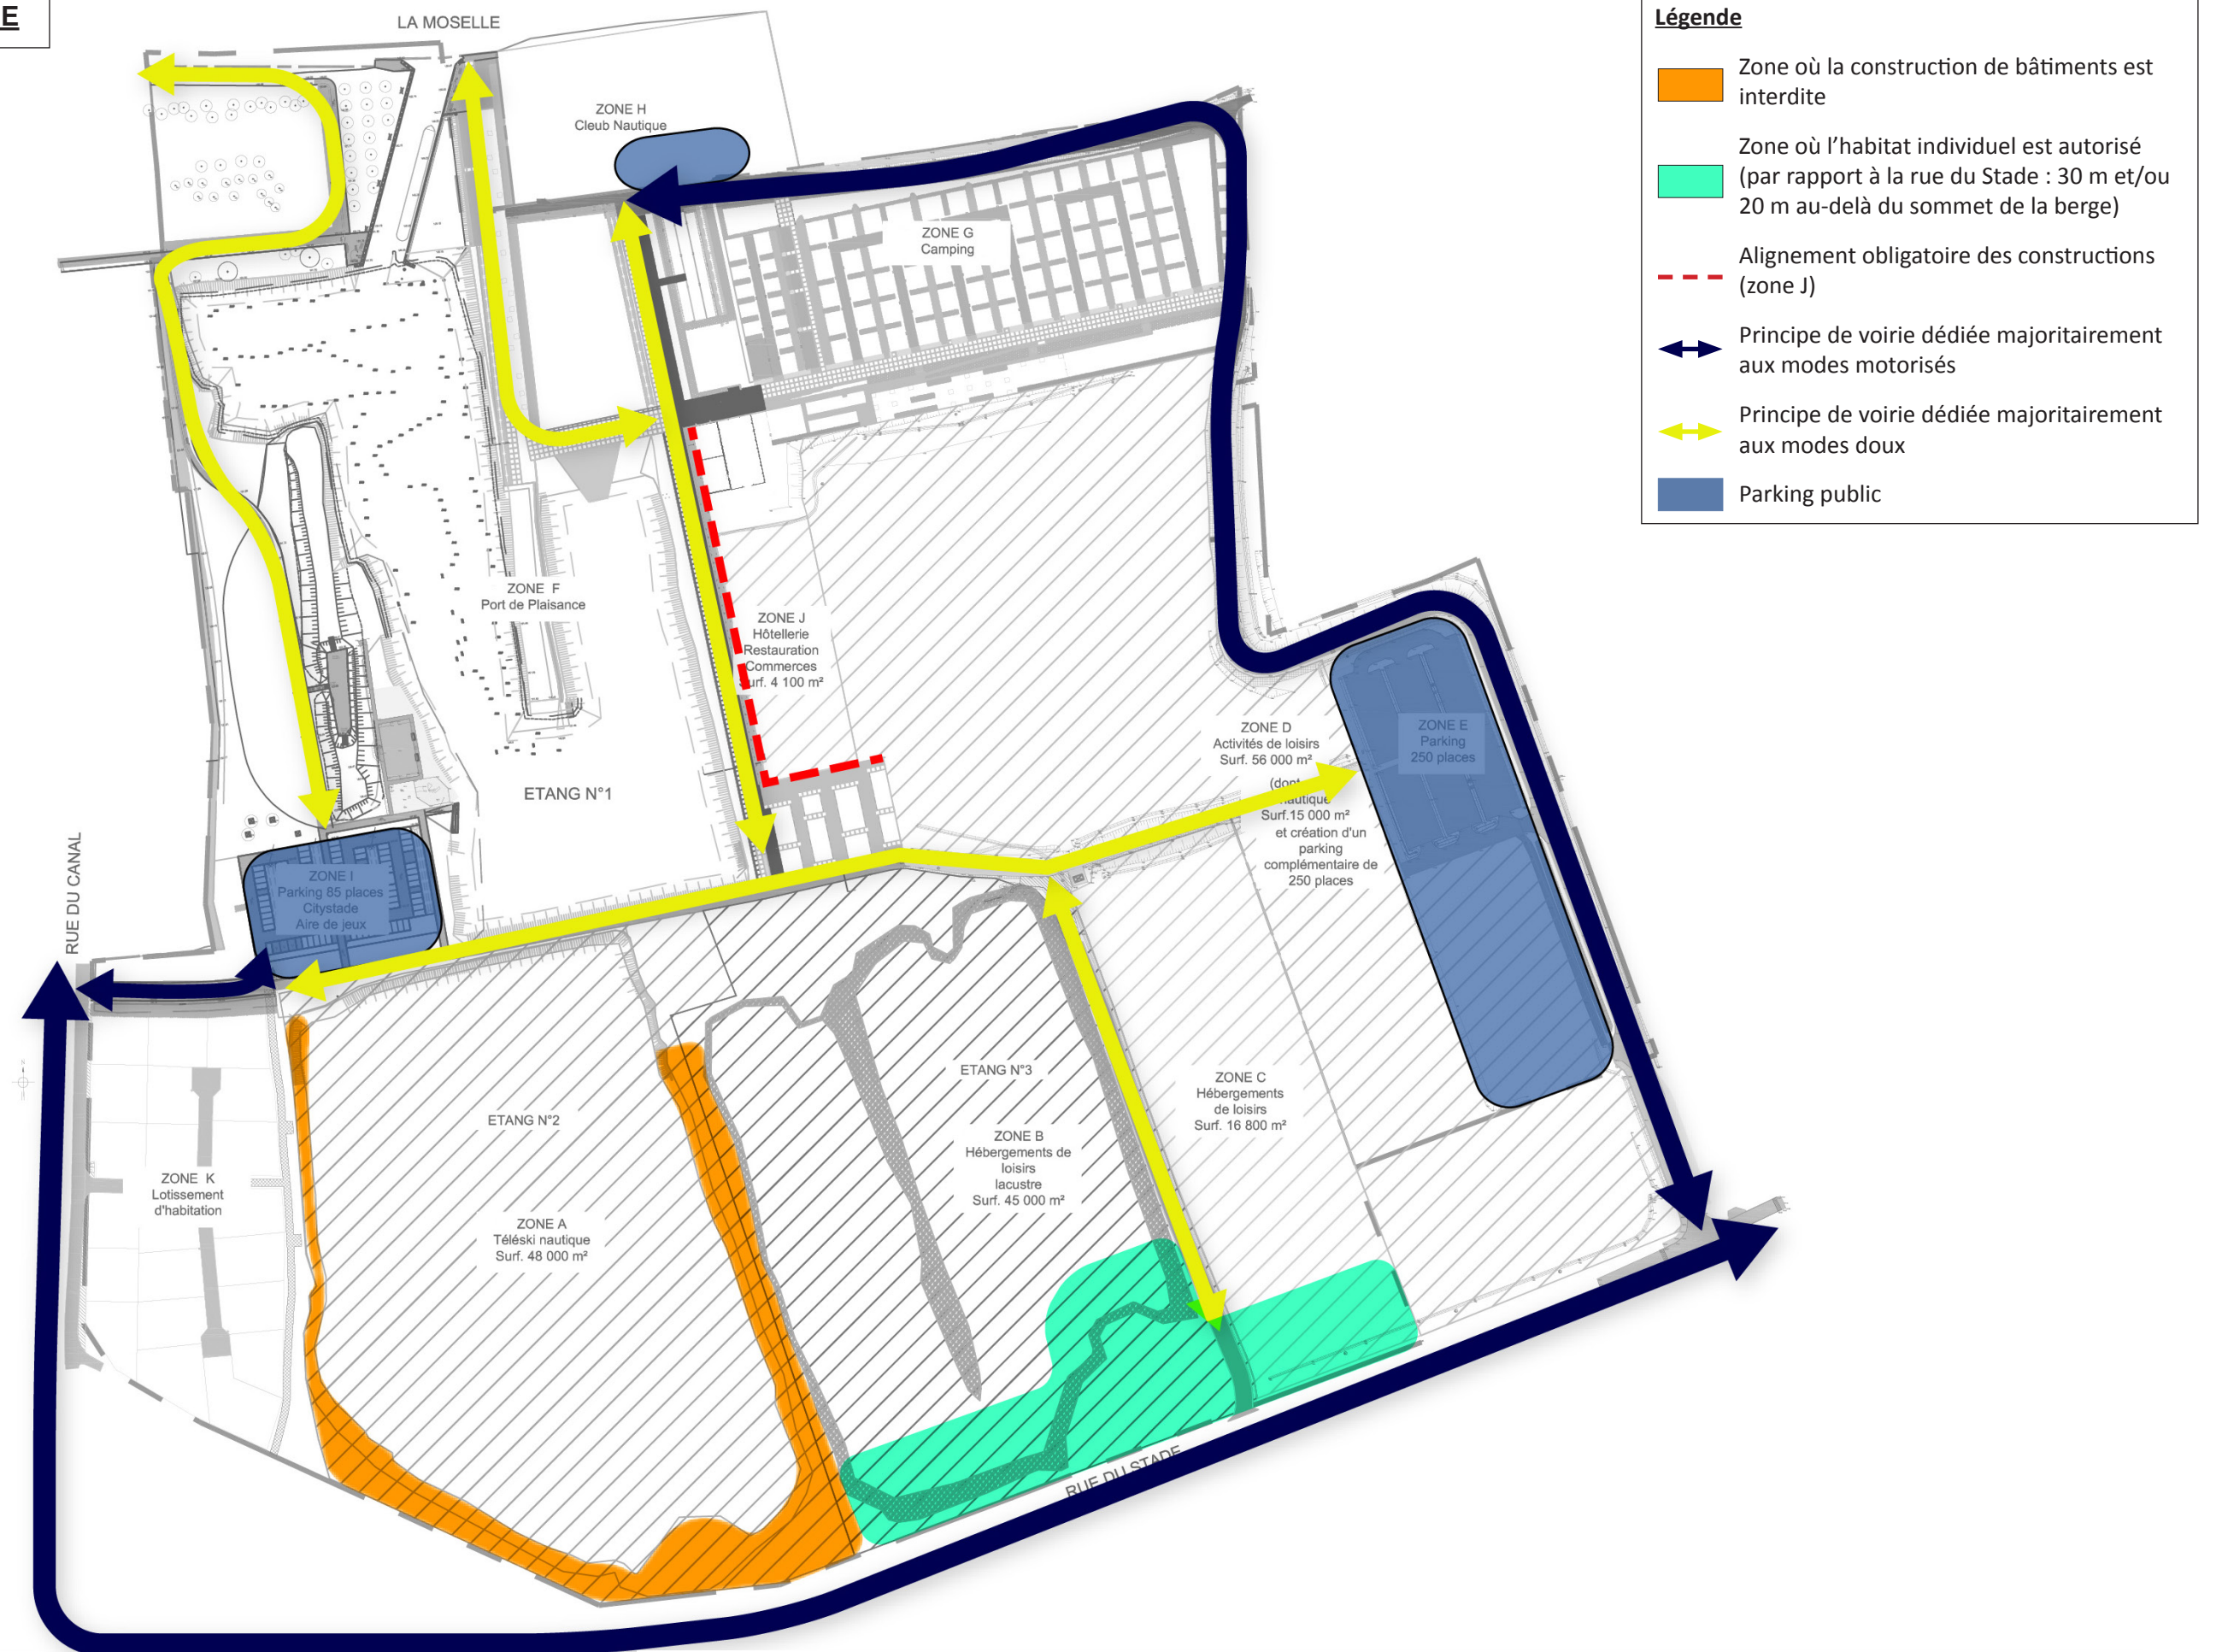 E
LA MOSELLE
ZONE H
Cleub Nautique
ZONE G
Camping
ZONE F
Port de Plaisance
ZONE J
Hôtellerie
Restauration
Commerces
Surf. 4 100 m²
ETANG N°1
ZONE D
Activités de loisirs
Surf. 56 000 m²
(dont
nautique
Surf.15 000 m²
et création d'un
parking
complémentaire de
250 places
ZONE E
Parking
250 places
RUE DU CANAL
ZONE I
Parking 85 places
Citystade
Aire de jeux
ETANG N°2
ETANG N°3
ZONE C
Hébergements
de loisirs
Surf. 16 800 m²
ZONE B
Hébergements de
loisirs
lacustre
Surf. 45 000 m²
ZONE K
Lotissement
d'habitation
ZONE A
Téléski nautique
Surf. 48 000 m²
RUE DU STADE
Légende
Zone où la construction de bâtiments est
interdite
Zone où l'habitat individuel est autorisé
(par rapport à la rue du Stade : 30 m et/ou
20 m au-delà du sommet de la berge)
Alignement obligatoire des constructions
(zone J)
Principe de voirie dédiée majoritairement
aux modes motorisés
Principe de voirie dédiée majoritairement
aux modes doux
Parking public